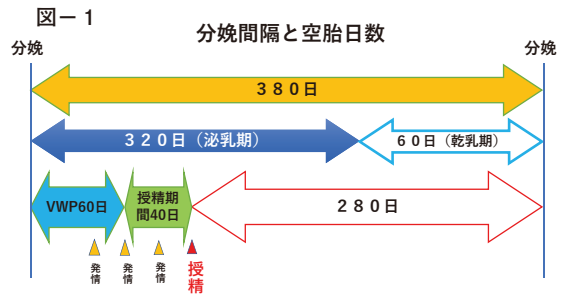 図－１
分娩間隔と空胎日数
分娩
分娩
３８０日
３２０日（泌乳期）
６０日（乾乳期）
VWP60日
授精期
間40日
２８０日
発情
発情
発情
授精